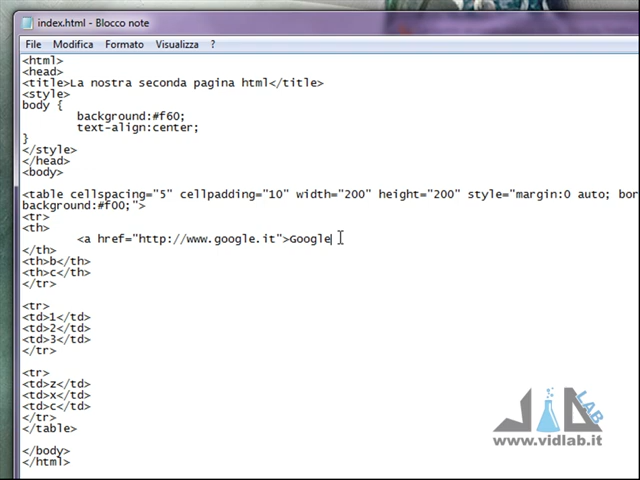 index.html - Blocco note
File Modifica Formato Visualizza ?
<html>
<head>
<title>La nostra seconda pagina html</title>
<style>
body {
background:#f60;
text-align:center;
}
</style>
</head>
<body>
<table cellspacing="5" cellpadding="10" width="200" height="200" style="margin:0 auto; bor
background:#f00;">
<tr>
<th>
<a href="http://www.google.it">Google
</th>
<th>b</th>
<th>c</th>
</tr>
<tr>
<td>1</td>
<td>2</td>
<td>3</td>
</tr>
<tr>
<td>z</td>
<td>x</td>
<td>c</td>
</tr>
</table>
</body>
</html>
LAB
www.vidlab.it